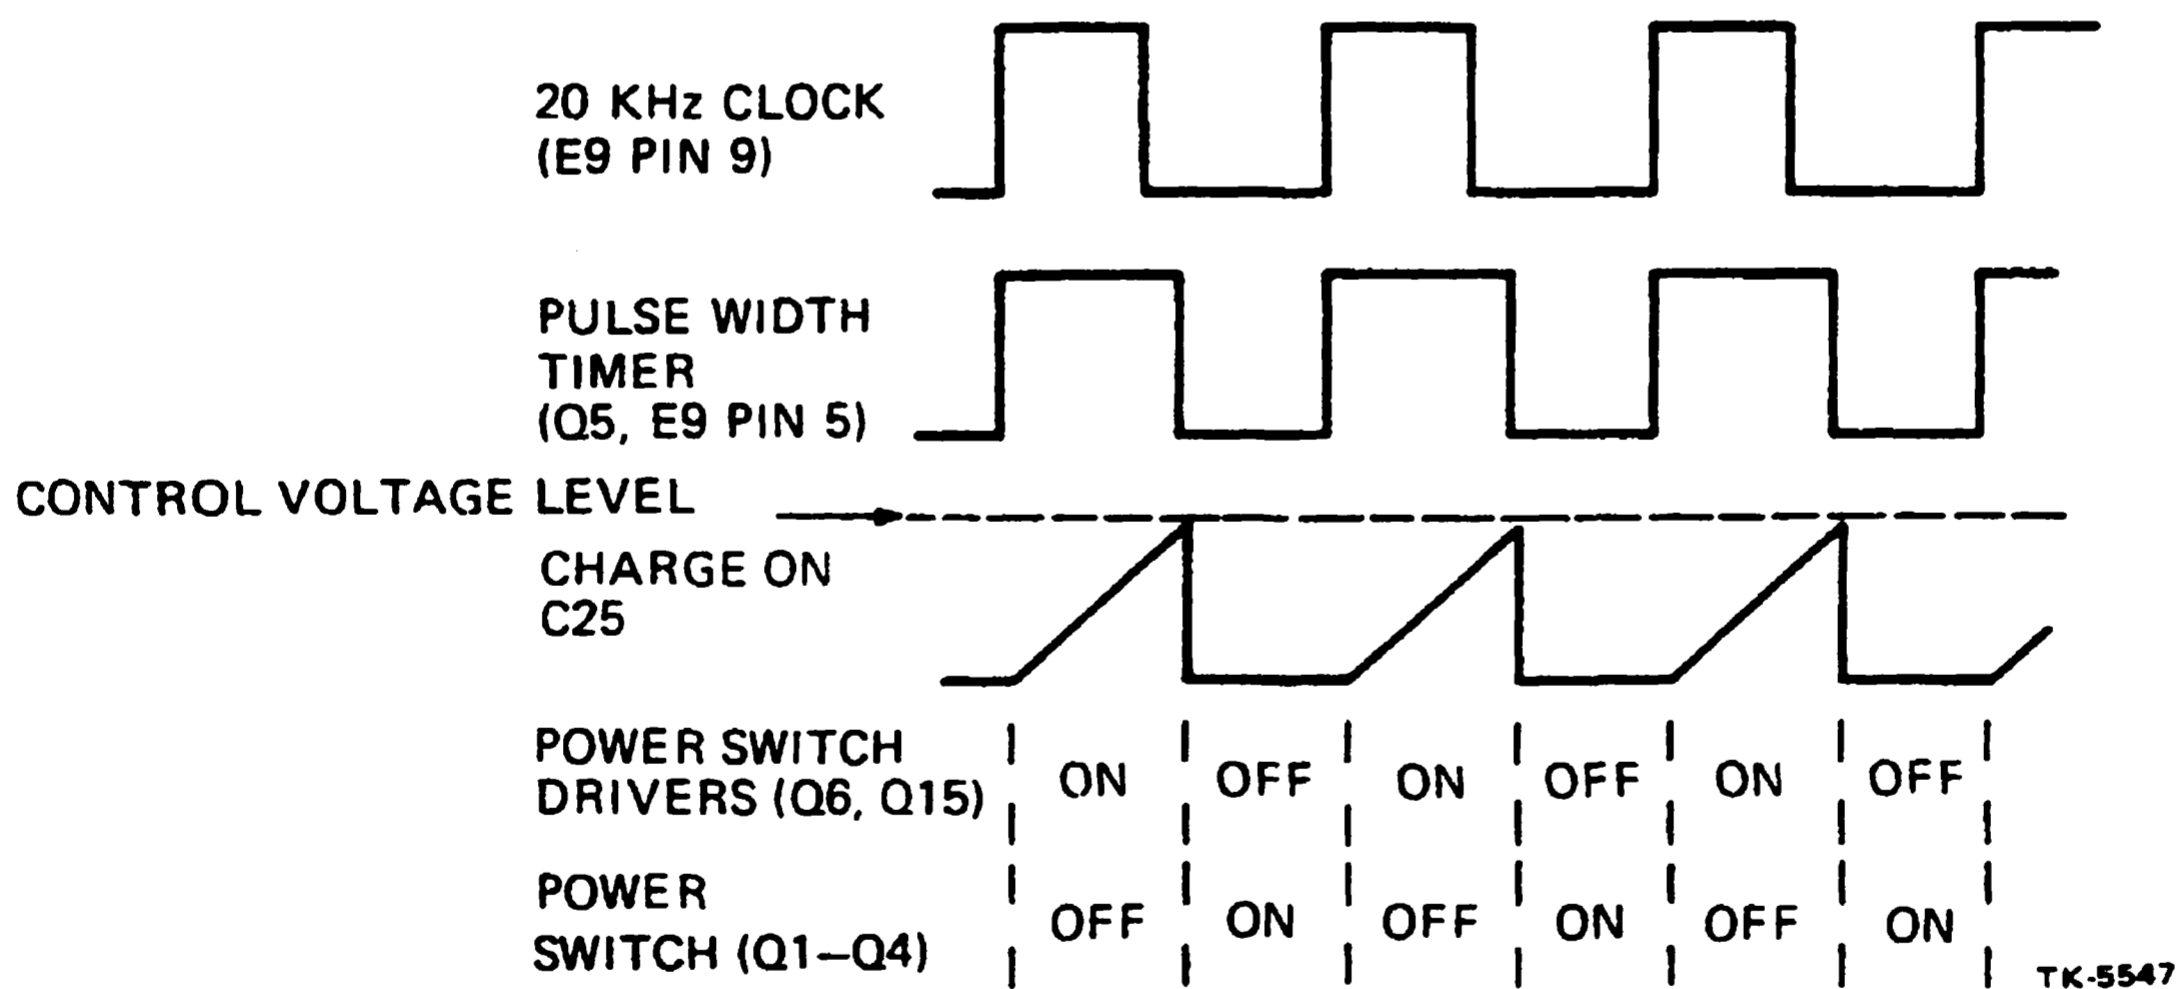 20 KHz CLOCK
(E9 PIN 9)
PULSE WIDTH
TIMER
(Q5, E9 PIN 5)
CONTROL VOLTAGE LEVEL
CHARGE ON
C25
POWER SWITCH
DRIVERS (Q6, Q15)
ON OFF ON OFF ON OFF
POWER
SWITCH (Q1–Q4)
OFF ON OFF ON OFF ON
TK-5547